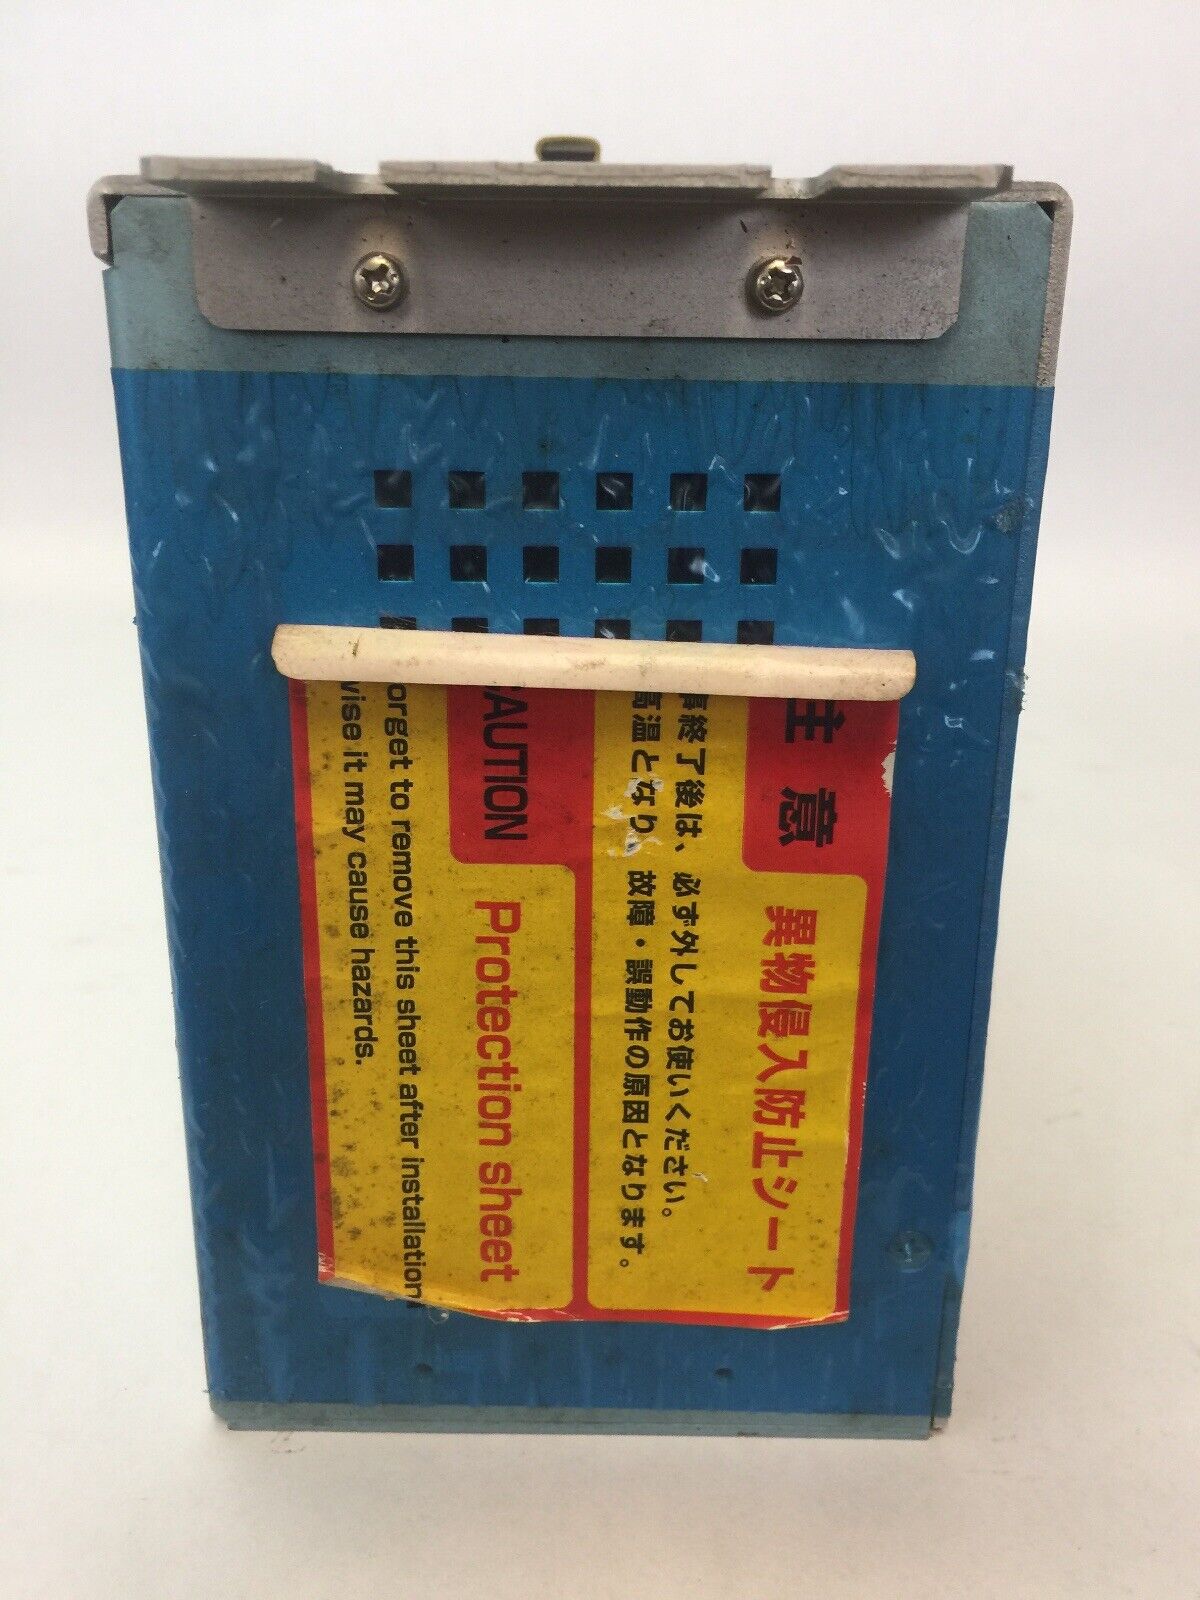 注 意
異物侵入防止シート
終了後は、必ず外してお使いください。
高温となり 故障・誤動作の原因となります。
CAUTION
Protection sheet
orget to remove this sheet after installation
wise it may cause hazards.